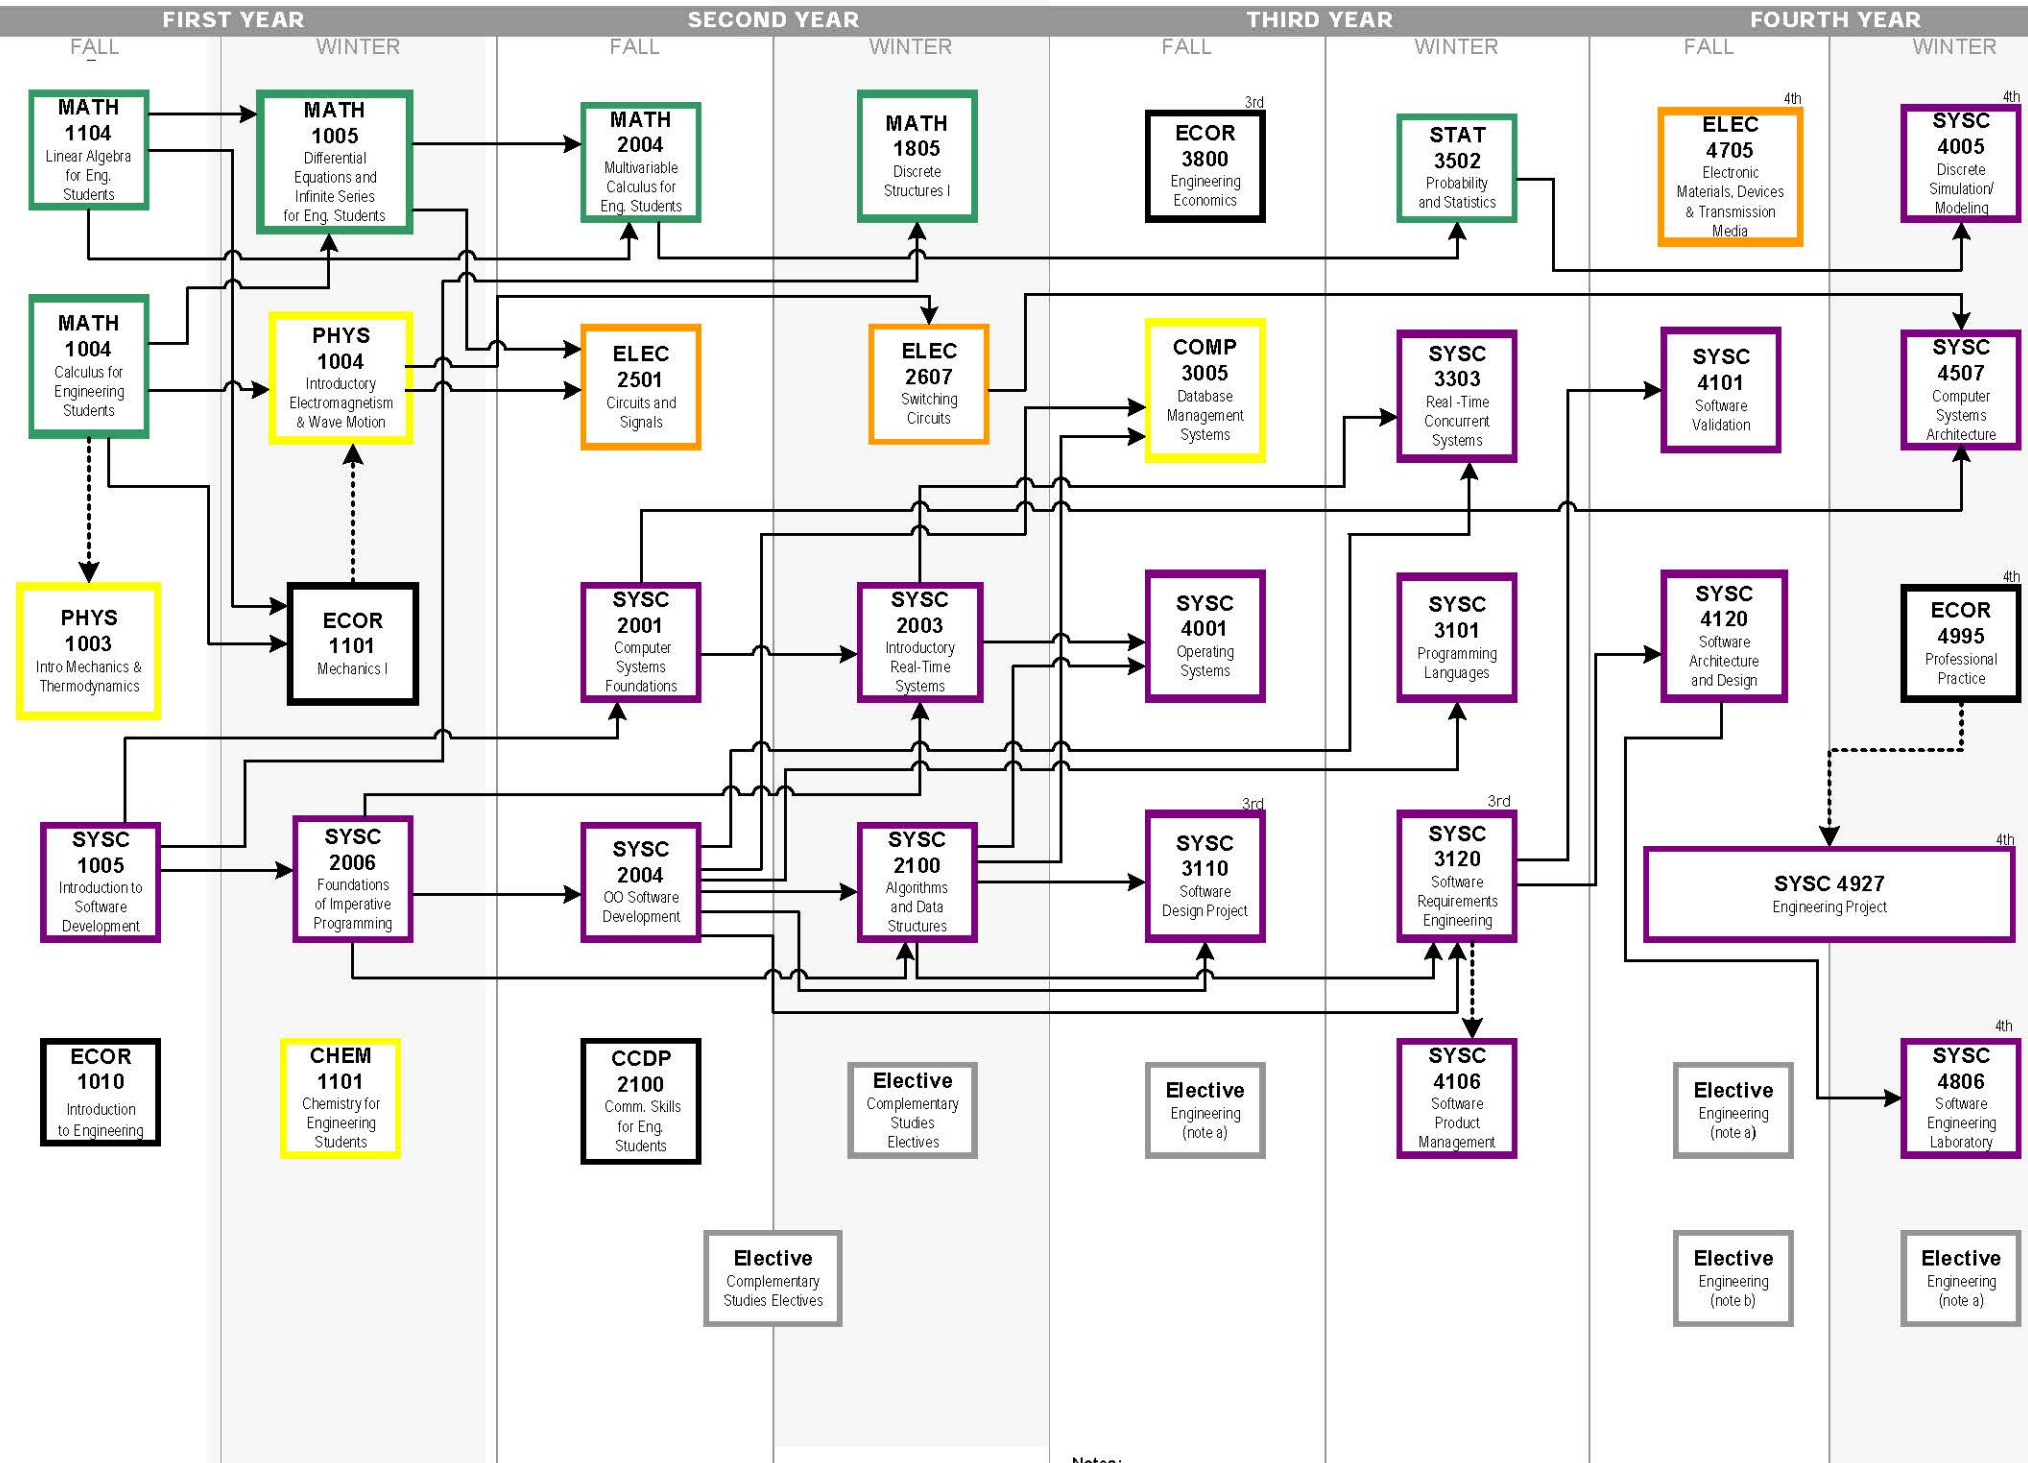 FIRST YEAR
SECOND YEAR
THIRD YEAR
FOURTH YEAR
FALL
WINTER
FALL
WINTER
FALL
WINTER
FALL
WINTER
MATH
1104
Linear Algebra
for Eng.
Students
MATH
1005
Differential
Equations and
Infinite Series
for Eng. Students
MATH
2004
Multivariable
Calculus for
Eng. Students
MATH
1805
Discrete
Structures I
3rd
ECOR
3800
Engineering
Economics
STAT
3502
Probability
and Statistics
4th
ELEC
4705
Electronic
Materials, Devices
& Transmission
Media
4th
SYSC
4005
Discrete
Simulation/
Modeling
MATH
1004
Calculus for
Engineering
Students
PHYS
1004
Introductory
Electromagnetism
& Wave Motion
ELEC
2501
Circuits and
Signals
ELEC
2607
Switching
Circuits
COMP
3005
Database
Management
Systems
SYSC
3303
Real -Time
Concurrent
Systems
SYSC
4101
Software
Validation
SYSC
4507
Computer
Systems
Architecture
PHYS
1003
Intro Mechanics &
Thermodynamics
ECOR
1101
Mechanics I
SYSC
2001
Computer
Systems
Foundations
SYSC
2003
Introductory
Real-Time
Systems
SYSC
4001
Operating
Systems
SYSC
3101
Programming
Languages
SYSC
4120
Software
Architecture
and Design
4th
ECOR
4995
Professional
Practice
SYSC
1005
Introduction to
Software
Development
SYSC
2006
Foundations
of Imperative
Programming
SYSC
2004
OO Software
Development
SYSC
2100
Algorithms
and Data
Structures
3rd
SYSC
3110
Software
Design Project
3rd
SYSC
3120
Software
Requirements
Engineering
4th
SYSC 4927
Engineering Project
ECOR
1010
Introduction
to Engineering
CHEM
1101
Chemistry for
Engineering
Students
CCDP
2100
Comm. Skills
for Eng.
Students
Elective
Complementary
Studies
Electives
Elective
Engineering
(note a)
SYSC
4106
Software
Product
Management
Elective
Engineering
(note a)
4th
SYSC
4806
Software
Engineering
Laboratory
Elective
Complementary
Studies Electives
Elective
Engineering
(note b)
Elective
Engineering
(note a)
Notes: